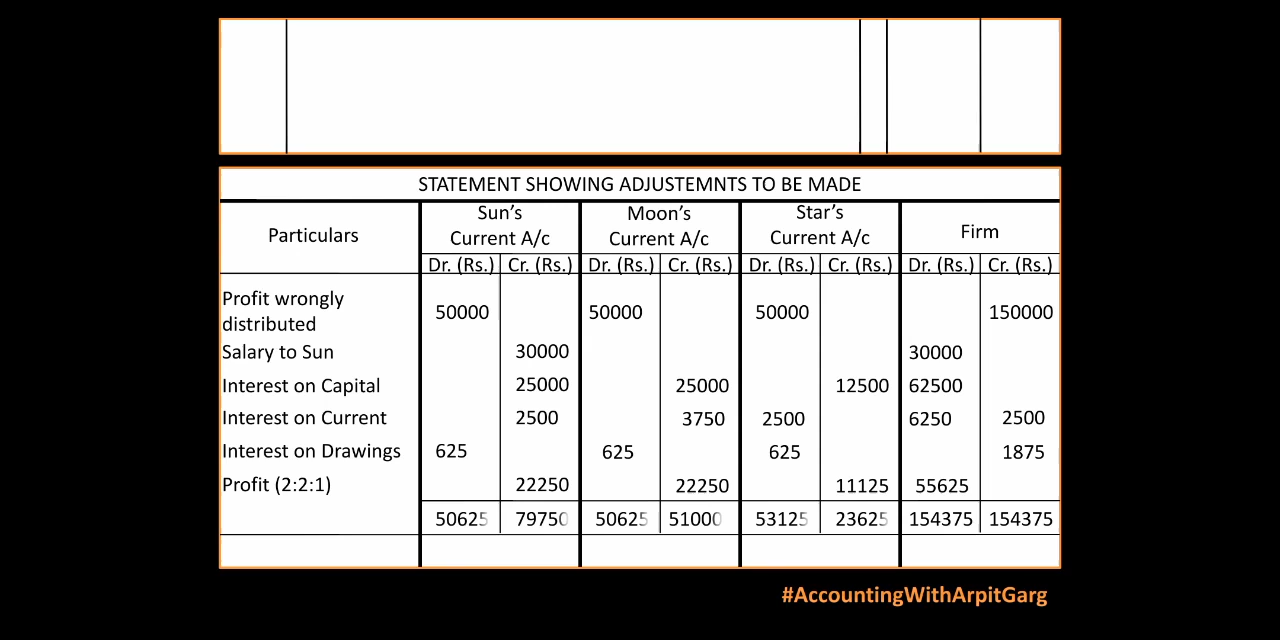 STATEMENT SHOWING ADJUSTEMNTS TO BE MADE
Particulars Sun's Current A/c Moon's Current A/c Star's Current A/c Firm
Dr. (Rs.) Cr. (Rs.) Dr. (Rs.) Cr. (Rs.) Dr. (Rs.) Cr. (Rs.) Dr. (Rs.) Cr. (Rs.)
Profit wrongly distributed 50000 50000 50000 150000
Salary to Sun 30000 30000
Interest on Capital 25000 25000 12500 62500
Interest on Current 2500 3750 2500 6250 2500
Interest on Drawings 625 625 625 1875
Profit (2:2:1) 22250 22250 11125 55625
50625 79750 50625 51000 53125 23625 154375 154375
#AccountingWithArpitGarg